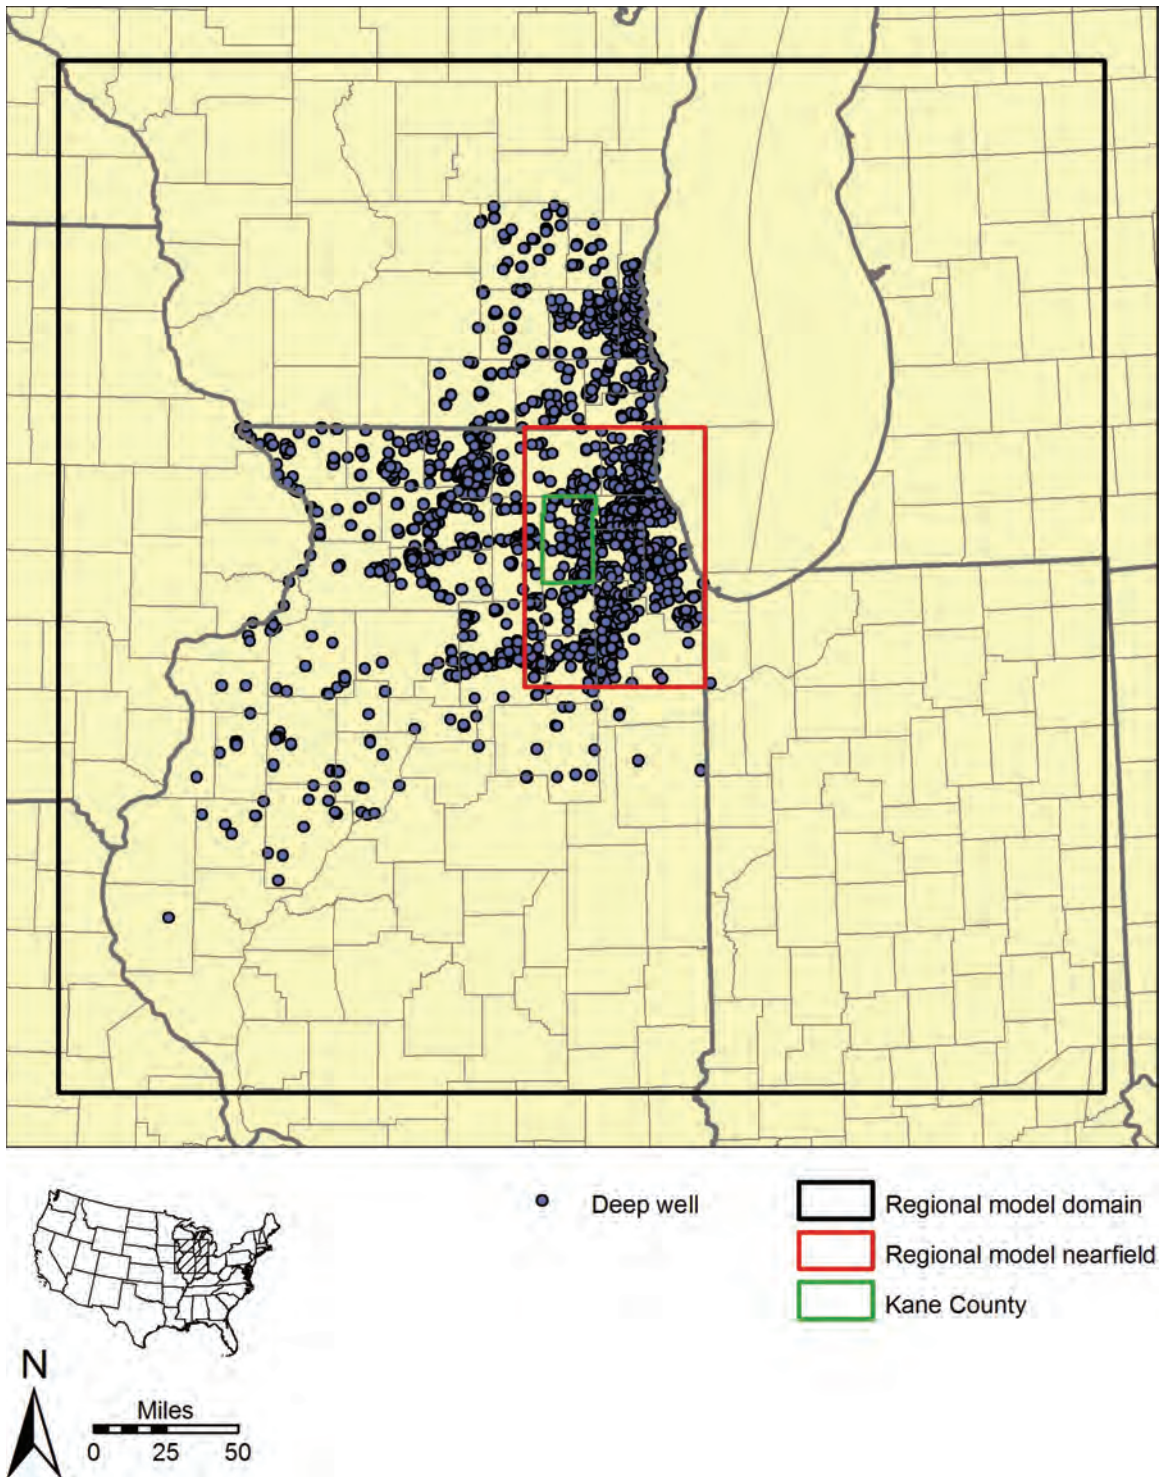 Deep well
Regional model domain
Regional model nearfield
Kane County
N
Miles
0 25 50